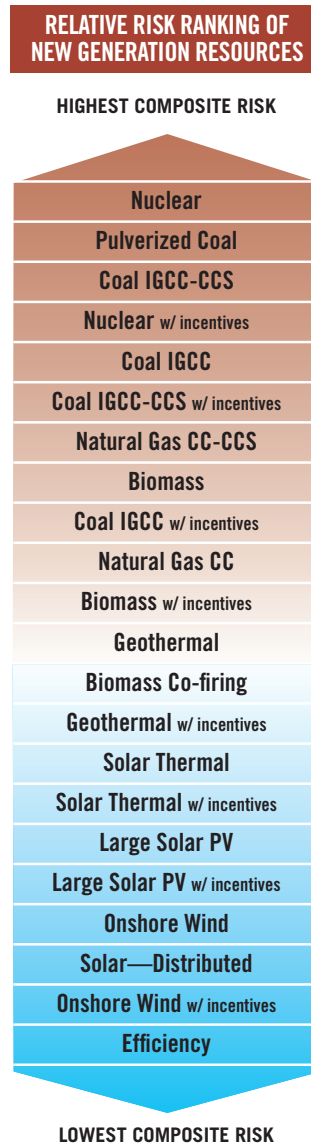 RELATIVE RISK RANKING OF
NEW GENERATION RESOURCES
HIGHEST COMPOSITE RISK
Nuclear
Pulverized Coal
Coal IGCC-CCS
Nuclear w/ incentives
Coal IGCC
Coal IGCC-CCS w/ incentives
Natural Gas CC-CCS
Biomass
Coal IGCC w/ incentives
Natural Gas CC
Biomass w/ incentives
Geothermal
Biomass Co-firing
Geothermal w/ incentives
Solar Thermal
Solar Thermal w/ incentives
Large Solar PV
Large Solar PV w/ incentives
Onshore Wind
Solar—Distributed
Onshore Wind w/ incentives
Efficiency
LOWEST COMPOSITE RISK